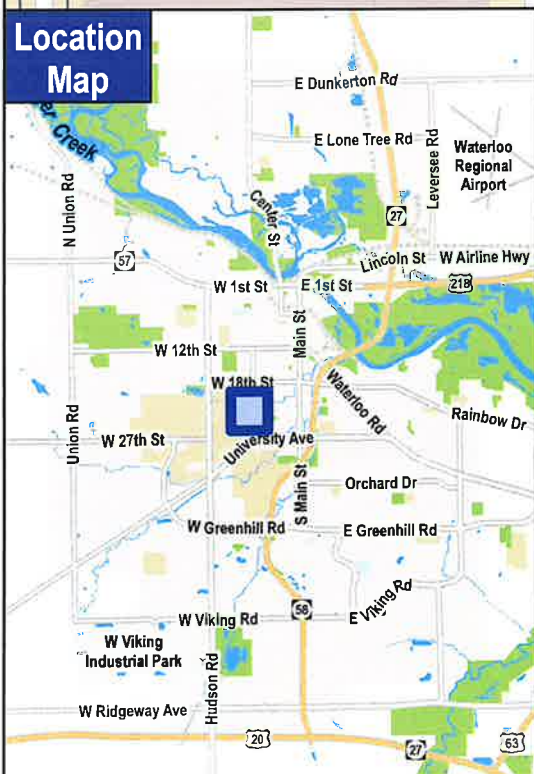 Location
Map
er Creek
E Dunkerton Rd
E Lone Tree Rd
Leversee Rd
Waterloo
Regional
Airport
N Union Rd
Center St
27
57
Lincoln St
W Airline Hwy
W 1st St
E 1st St
218
Main St
W 12th St
W 18th St
Waterloo Rd
Rainbow Dr
Union Rd
W 27th St
University Ave
S Main St
Orchard Dr
W Greenhill Rd
E Greenhill Rd
W Viking Rd
58
E Viking Rd
W Viking
Industrial Park
Hudson Rd
W Ridgeway Ave
20
27
63